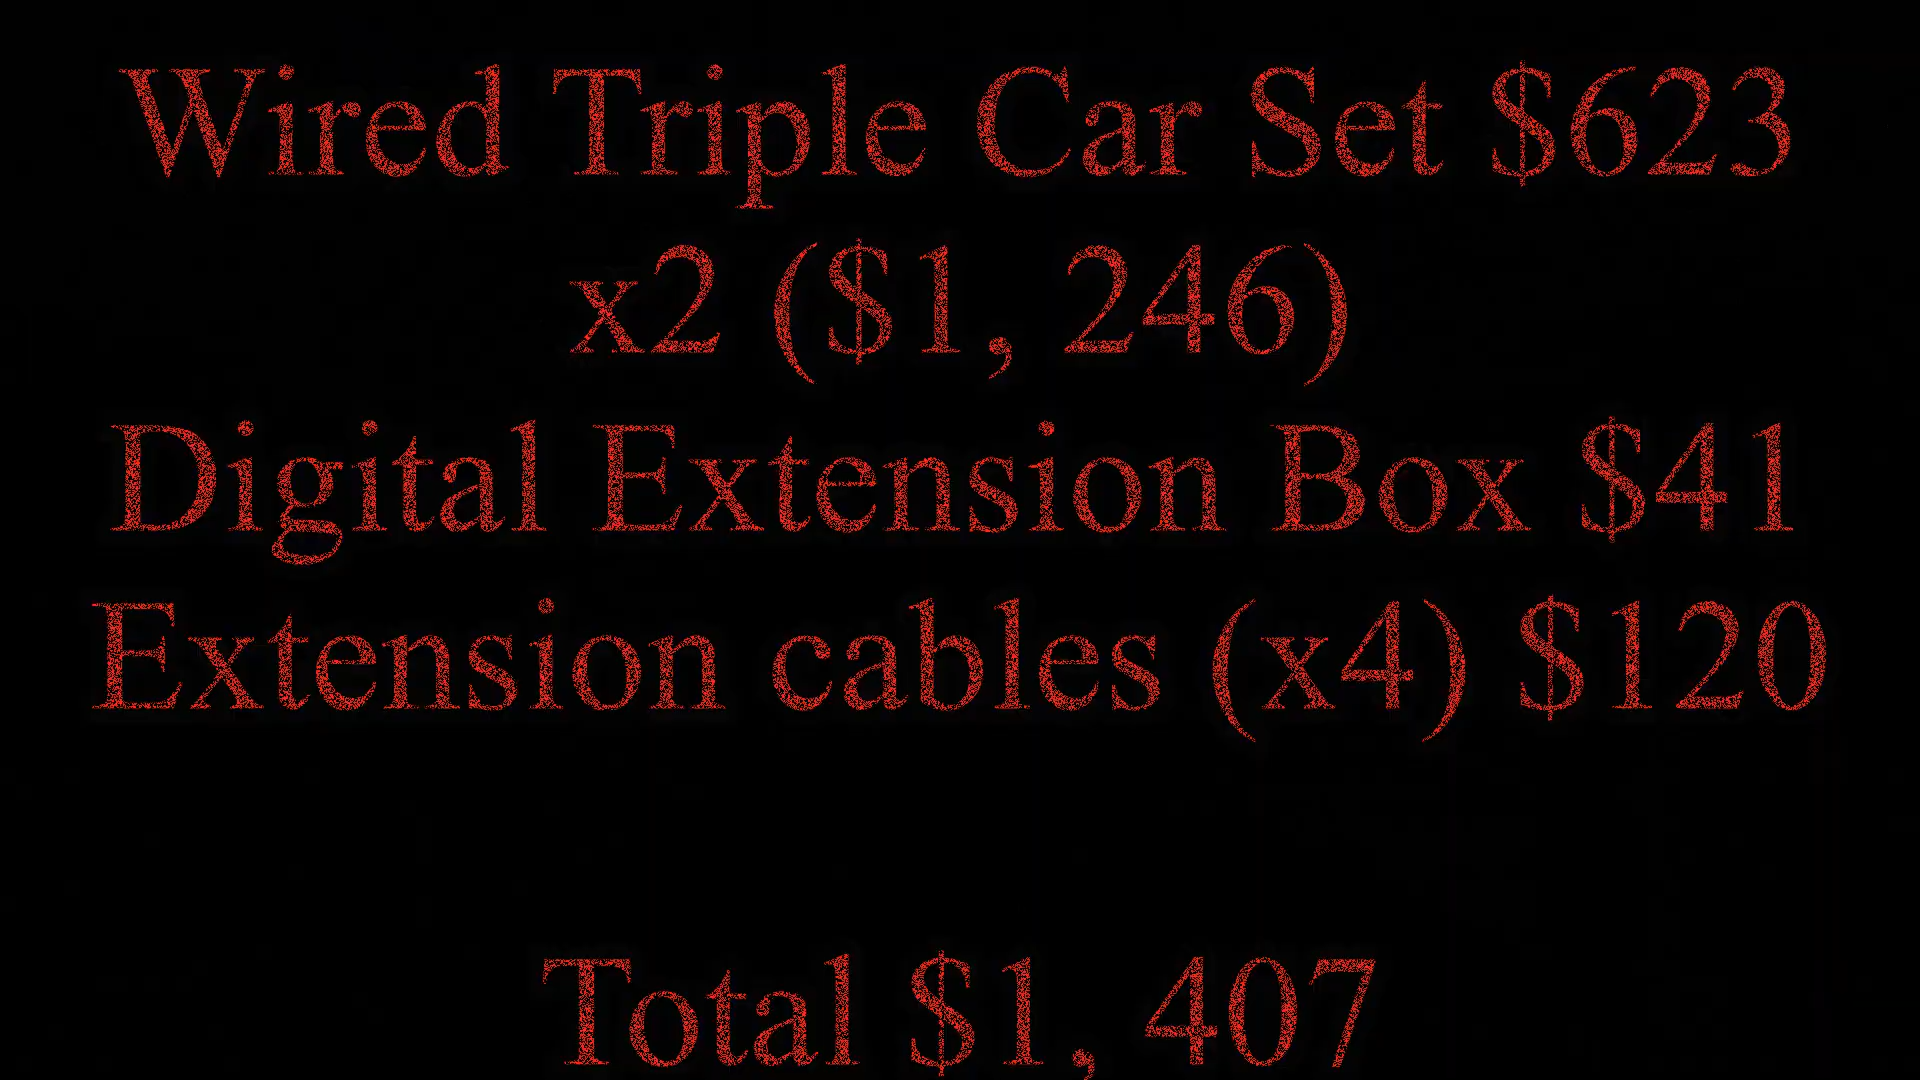 Wired Triple Car Set $623
x2 ($1, 246)
Digital Extension Box $41
Extension cables (x4) $120
Total $1, 407